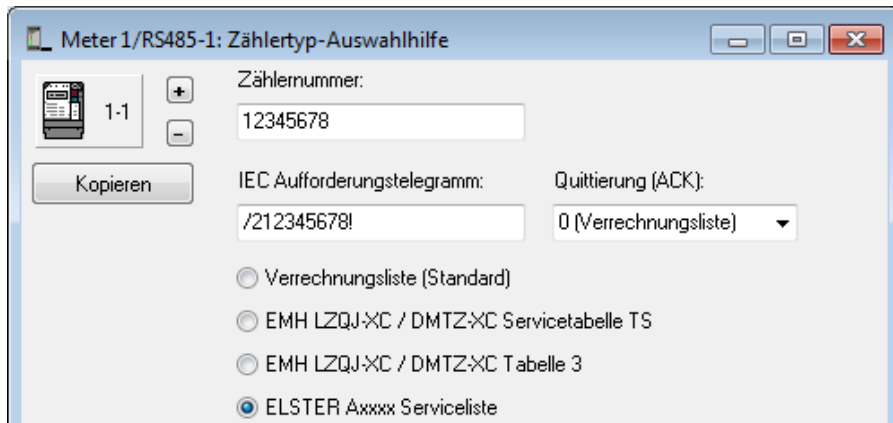 Meter 1/RS485-1: Zählertyp-Auswahlhilfe
1-1
+
-
Kopieren
Zählernummer:
12345678
IEC Aufforderungstelegramm:
Quittierung (ACK):
/212345678!
0 (Verrechnungsliste)
Verrechnungsliste (Standard)
EMH LZQJ-XC / DMTZ-XC Servicetabelle TS
EMH LZQJ-XC / DMTZ-XC Tabelle 3
ELSTER Axxxx Serviceliste